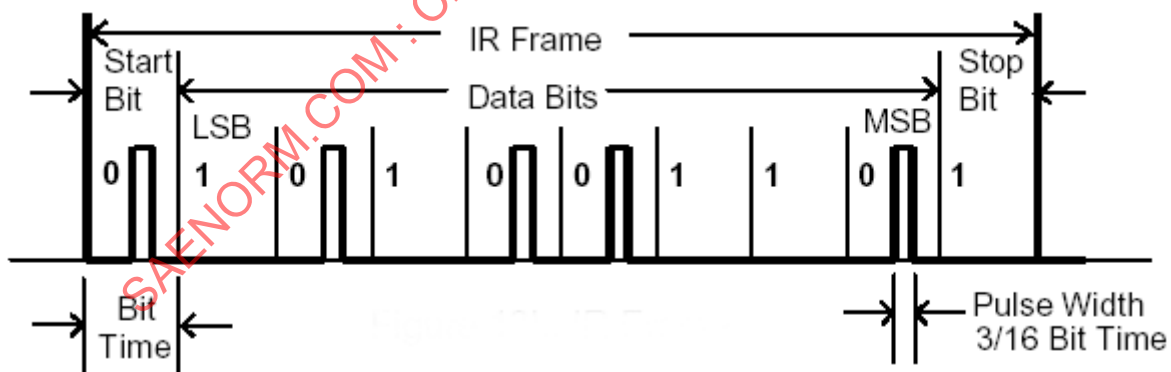 IR Frame
Start
Bit
Stop
Bit
Data Bits
LSB
MSB
0 1 0 1 0 0 1 1 0 1
Bit
Time
Pulse Width
3/16 Bit Time
SAENORM.COM :